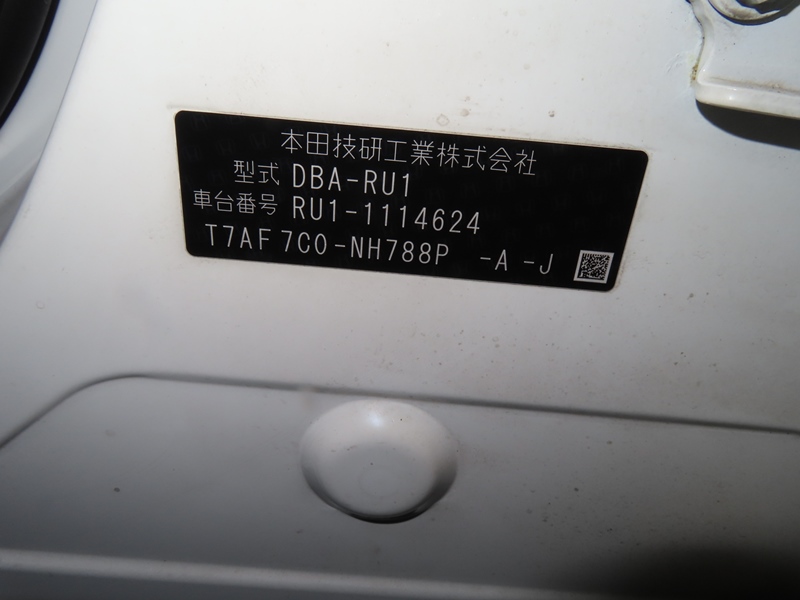 本田技研工業株式会社
型式 DBA-RU1
車台番号 RU1-1114624
T7AF7C0-NH788P -A -J